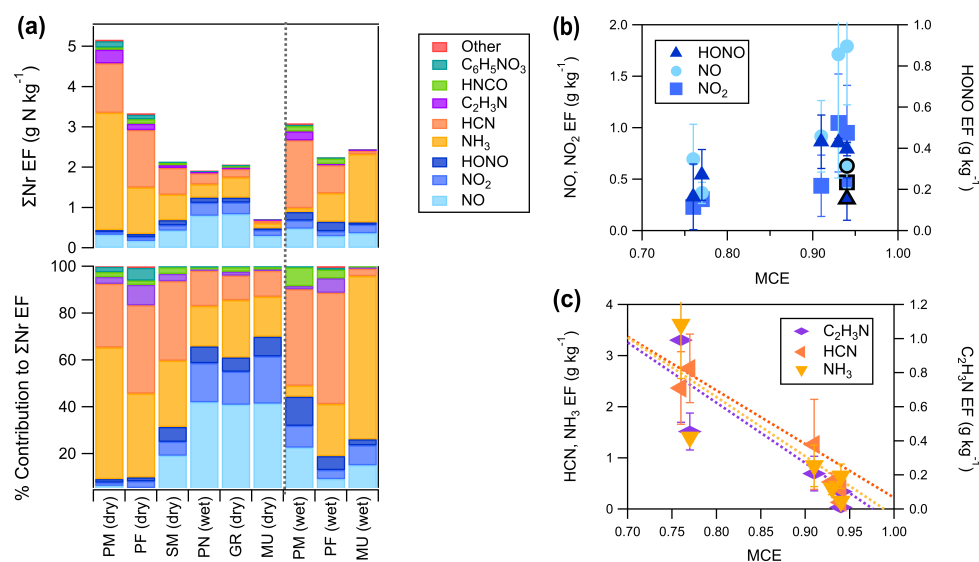 (a)
ΣNr EF (g N kg⁻¹)
5
4
3
2
1
0
% Contribution to ΣNr EF
100
80
60
40
20
PM (dry)
PF (dry)
SM (dry)
PN (wet)
GR (dry)
MU (dry)
PM (wet)
PF (wet)
MU (wet)
Other
C₆H₅NO₃
HNCO
C₂H₃N
HCN
NH₃
HONO
NO₂
NO
(b)
NO, NO₂ EF (g kg⁻¹)
2.0
1.5
1.0
0.5
0.0
HONO
NO
NO₂
1.0
0.8
0.6
0.4
0.2
0.0
HONO EF (g kg⁻¹)
0.70
0.80
0.90
1.00
MCE
(c)
HCN, NH₃ EF (g kg⁻¹)
4
3
2
1
0
C₂H₃N
HCN
NH₃
1.2
1.0
0.8
0.6
0.4
0.2
0.0
C₂H₃N EF (g kg⁻¹)
0.70
0.75
0.80
0.85
0.90
0.95
1.00
MCE